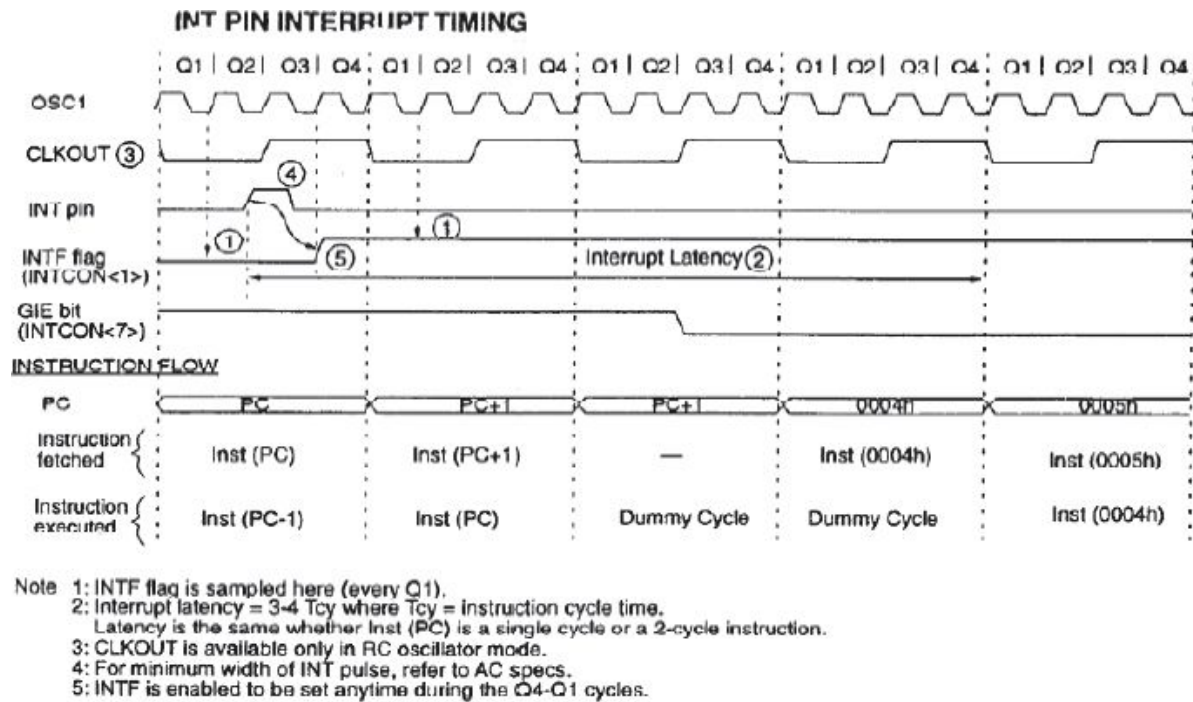 INT PIN INTERRUPT TIMING
Q1 | Q2 | Q3 | Q4 Q1 | Q2 | Q3 | Q4 Q1 | Q2 | Q3 | Q4 Q1 | Q2 | Q3 | Q4 Q1 | Q2 | Q3 | Q4
OSC1
CLKOUT ③
④
INT pin
① ①
INTF flag
(INTCON<1>)
⑤
Interrupt Latency ②
GIE bit
(INTCON<7>)
INSTRUCTION FLOW
PC PC PC+1 PC+1 0004h 0005h
Instruction
fetched
Inst (PC) Inst (PC+1) — Inst (0004h) Inst (0005h)
Instruction
executed
Inst (PC-1) Inst (PC) Dummy Cycle Dummy Cycle Inst (0004h)
Note 1: INTF flag is sampled here (every Q1).
2: Interrupt latency = 3-4 Tcy where Tcy = instruction cycle time.
Latency is the same whether Inst (PC) is a single cycle or a 2-cycle instruction.
3: CLKOUT is available only in RC oscillator mode.
4: For minimum width of INT pulse, refer to AC specs.
5: INTF is enabled to be set anytime during the Q4-Q1 cycles.